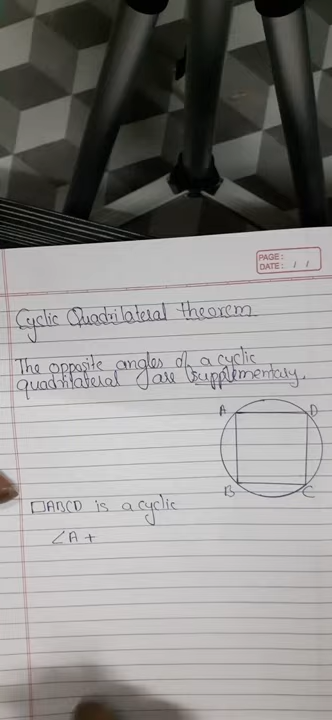 PAGE:
DATE: / /
Cyclic Quadrilateral theorem
The opposite angles of a cyclic
quadrilateral are supplementary.
A D
B C
□ABCD is a cyclic
∠A +